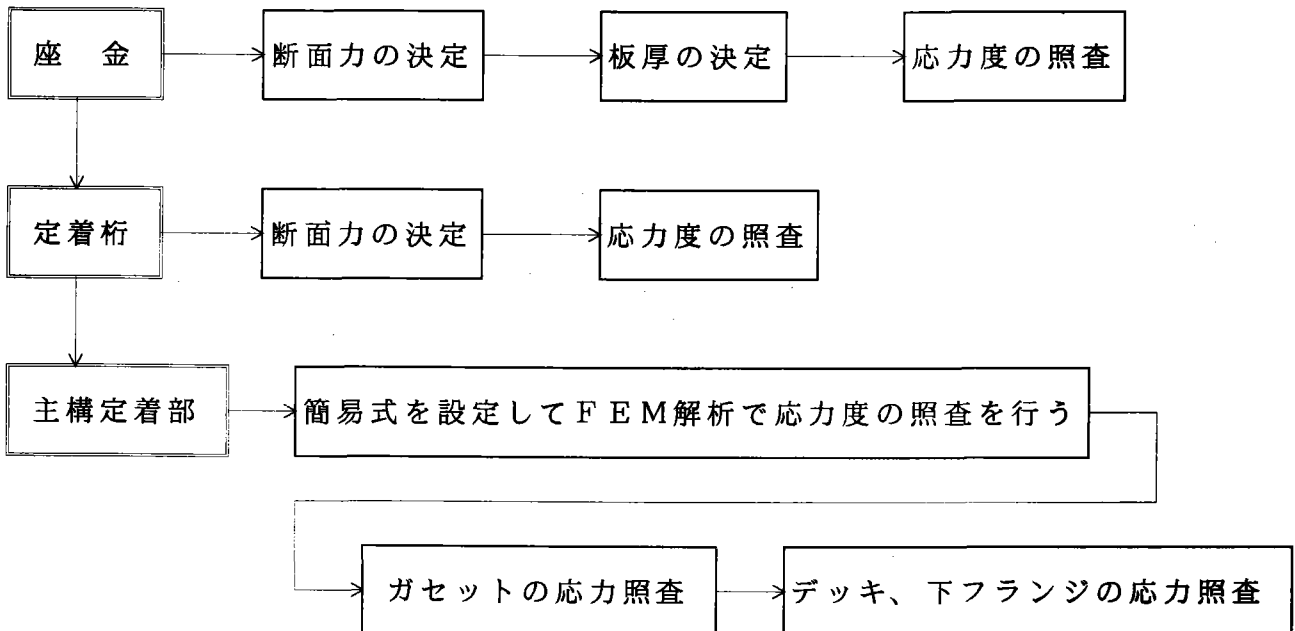 座　金
断面力の決定
板厚の決定
応力度の照査
定着桁
断面力の決定
応力度の照査
主構定着部
簡易式を設定してＦＥＭ解析で応力度の照査を行う
ガセットの応力照査
デッキ、下フランジの応力照査